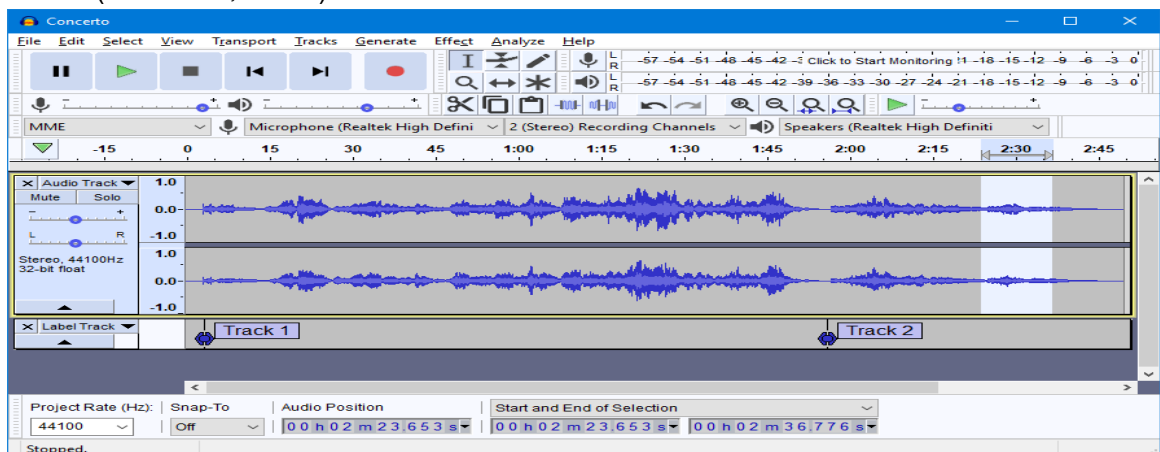 Concerto
File Edit Select View Transport Tracks Generate Effect Analyze Help
L R -57 -54 -51 -48 -45 -42 -3 Click to Start Monitoring !1 -18 -15 -12 -9 -6 -3 0
L R -57 -54 -51 -48 -45 -42 -39 -36 -33 -30 -27 -24 -21 -18 -15 -12 -9 -6 -3 0
MME Microphone (Realtek High Defini 2 (Stereo) Recording Channels Speakers (Realtek High Definiti
-15 0 15 30 45 1:00 1:15 1:30 1:45 2:00 2:15 2:30 2:45
Audio Track 1.0
Mute Solo
- + 0.0
L R -1.0
Stereo, 44100Hz 1.0
32-bit float
0.0
-1.0
Label Track Track 1 Track 2
Project Rate (Hz): Snap-To Audio Position Start and End of Selection
44100 Off 00 h 02 m 23.653 s 00 h 02 m 23.653 s 00 h 02 m 36.776 s
Stopped.